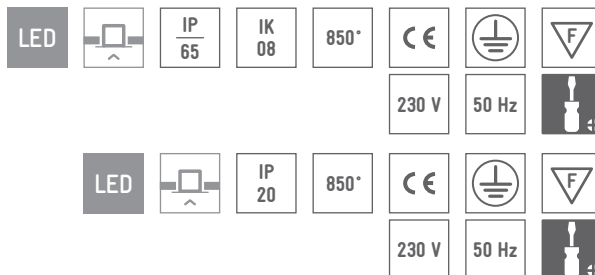 LED IP 65 IK 08 850° CE F
230 V 50 Hz
LED IP 20 850° CE F
230 V 50 Hz